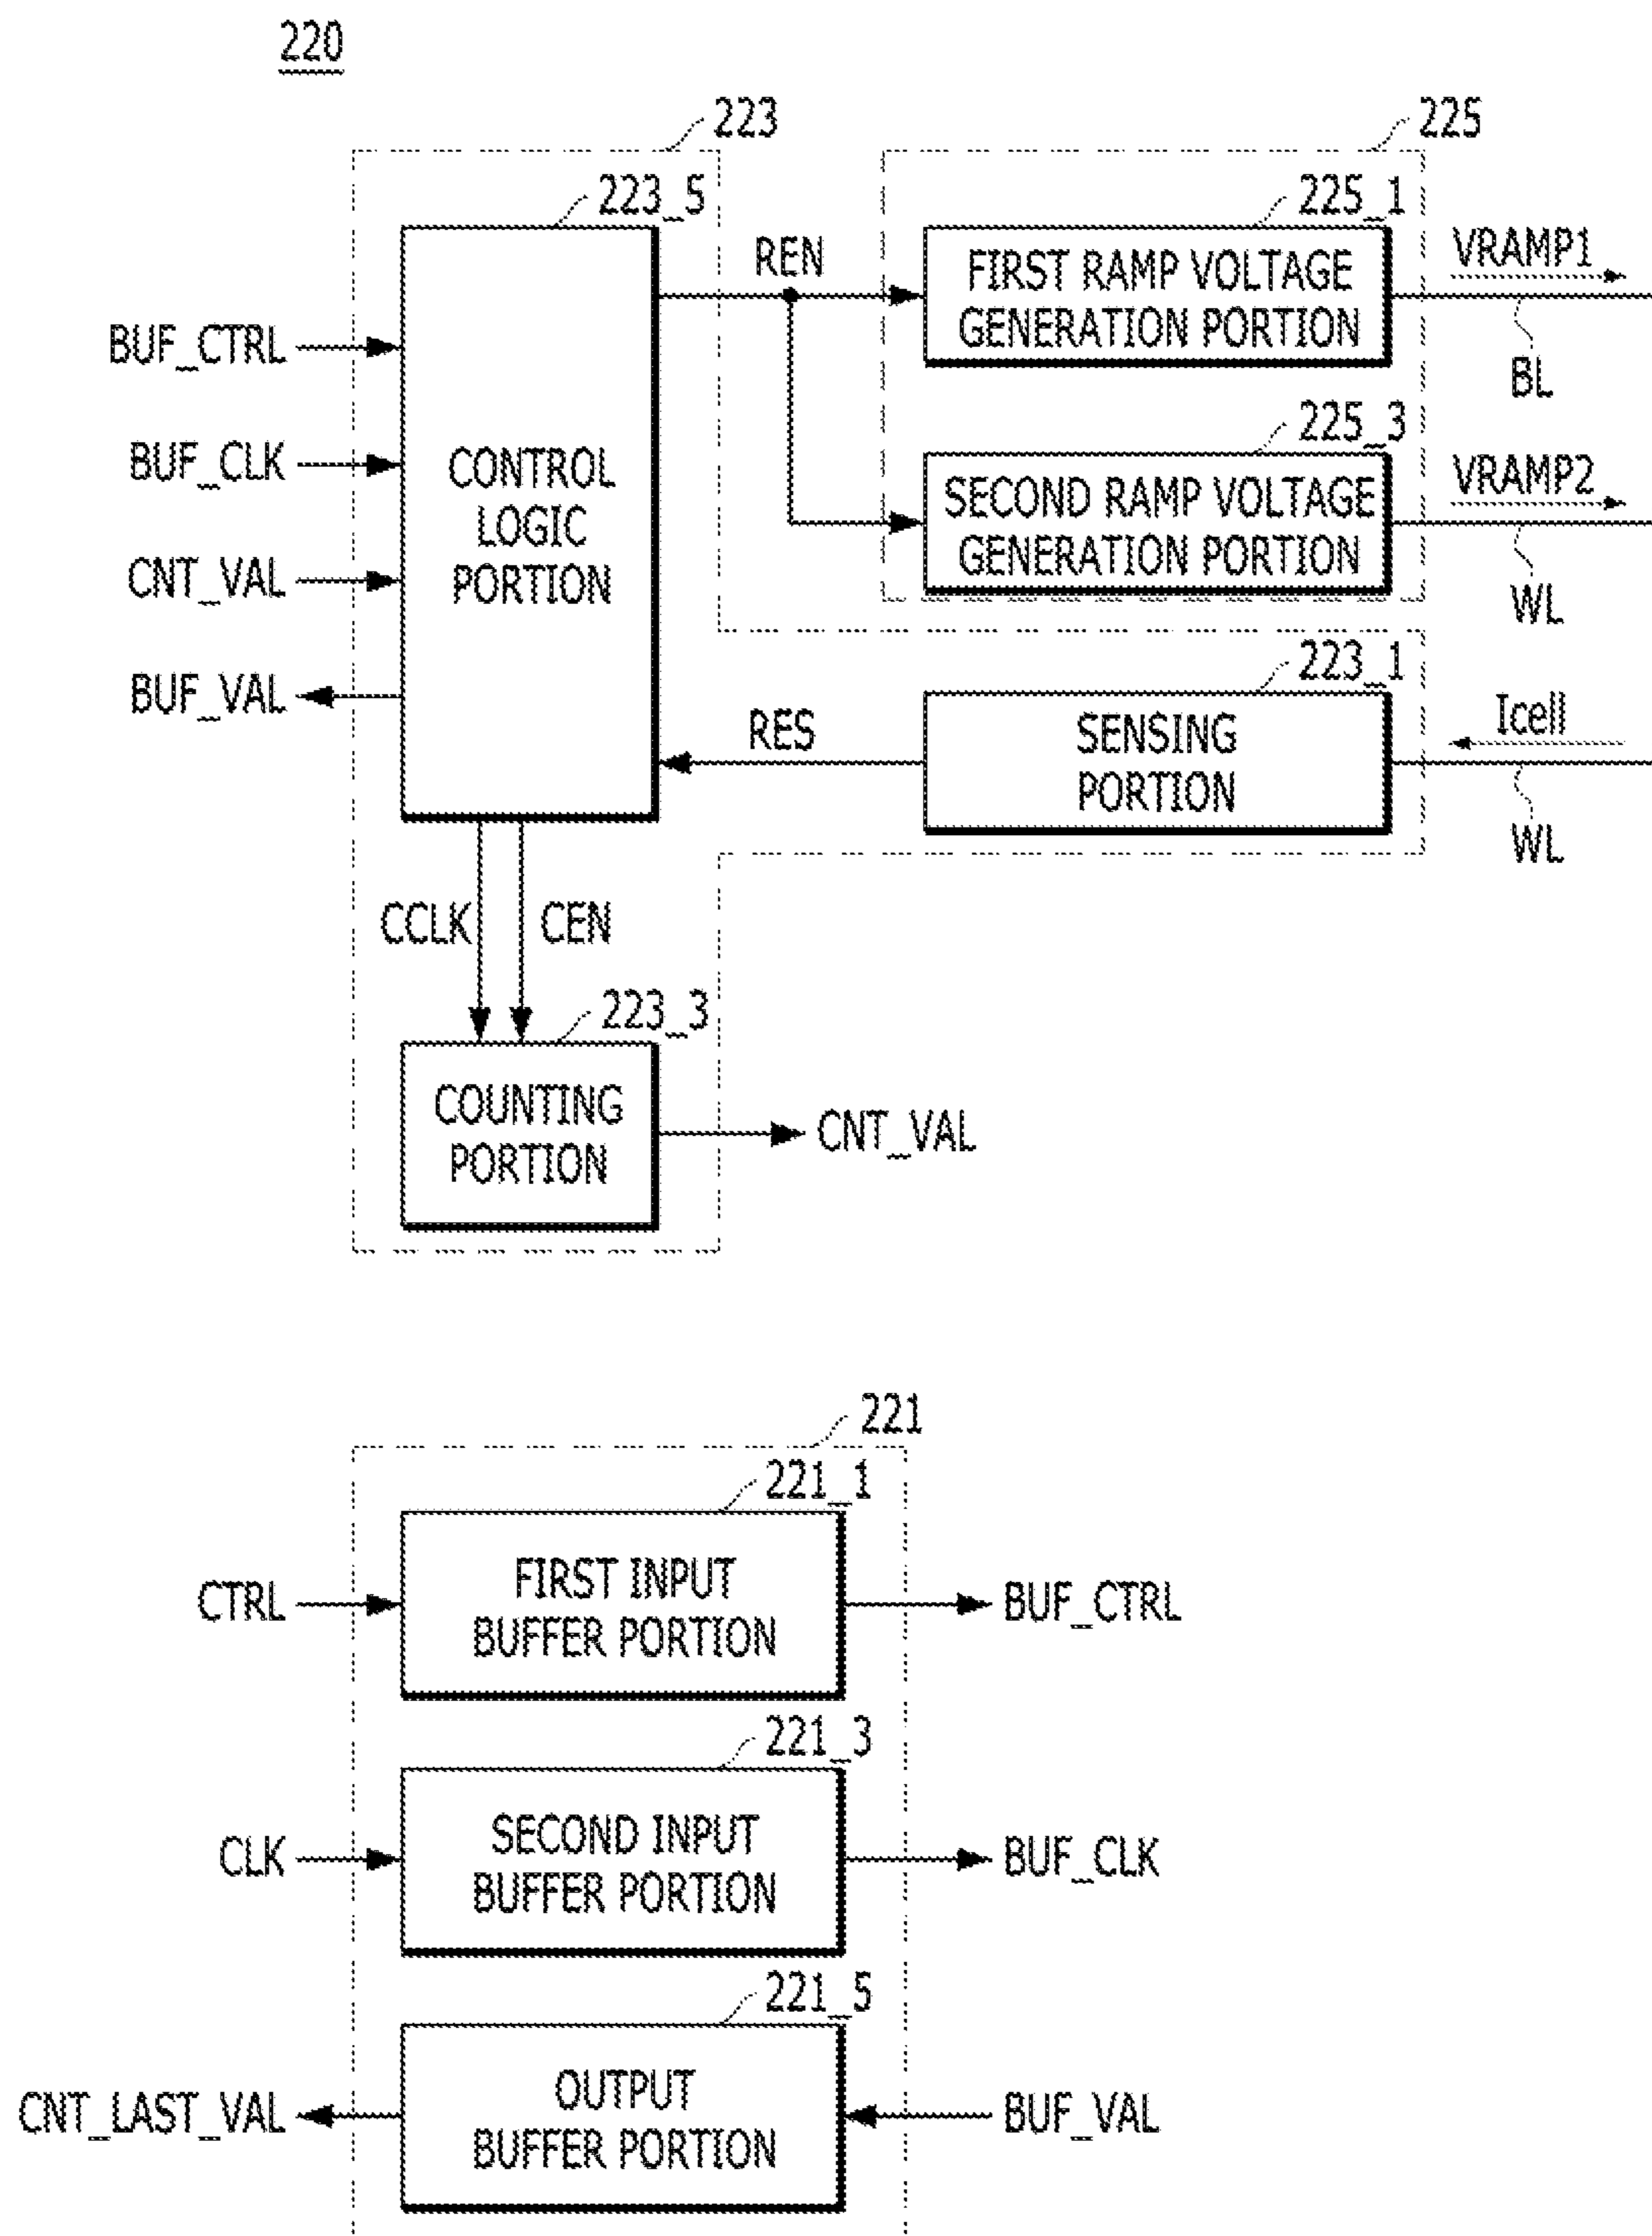 220
223
225
223_5
225_1
REN
FIRST RAMP VOLTAGE
GENERATION PORTION
VRAMP1
BL
BUF_CTRL
BUF_CLK
CNT_VAL
BUF_VAL
CONTROL
LOGIC
PORTION
225_3
SECOND RAMP VOLTAGE
GENERATION PORTION
VRAMP2
WL
223_1
RES
SENSING
PORTION
Icell
WL
CCLK
CEN
223_3
COUNTING
PORTION
CNT_VAL
221
221_1
CTRL
FIRST INPUT
BUFFER PORTION
BUF_CTRL
221_3
CLK
SECOND INPUT
BUFFER PORTION
BUF_CLK
221_5
CNT_LAST_VAL
OUTPUT
BUFFER PORTION
BUF_VAL